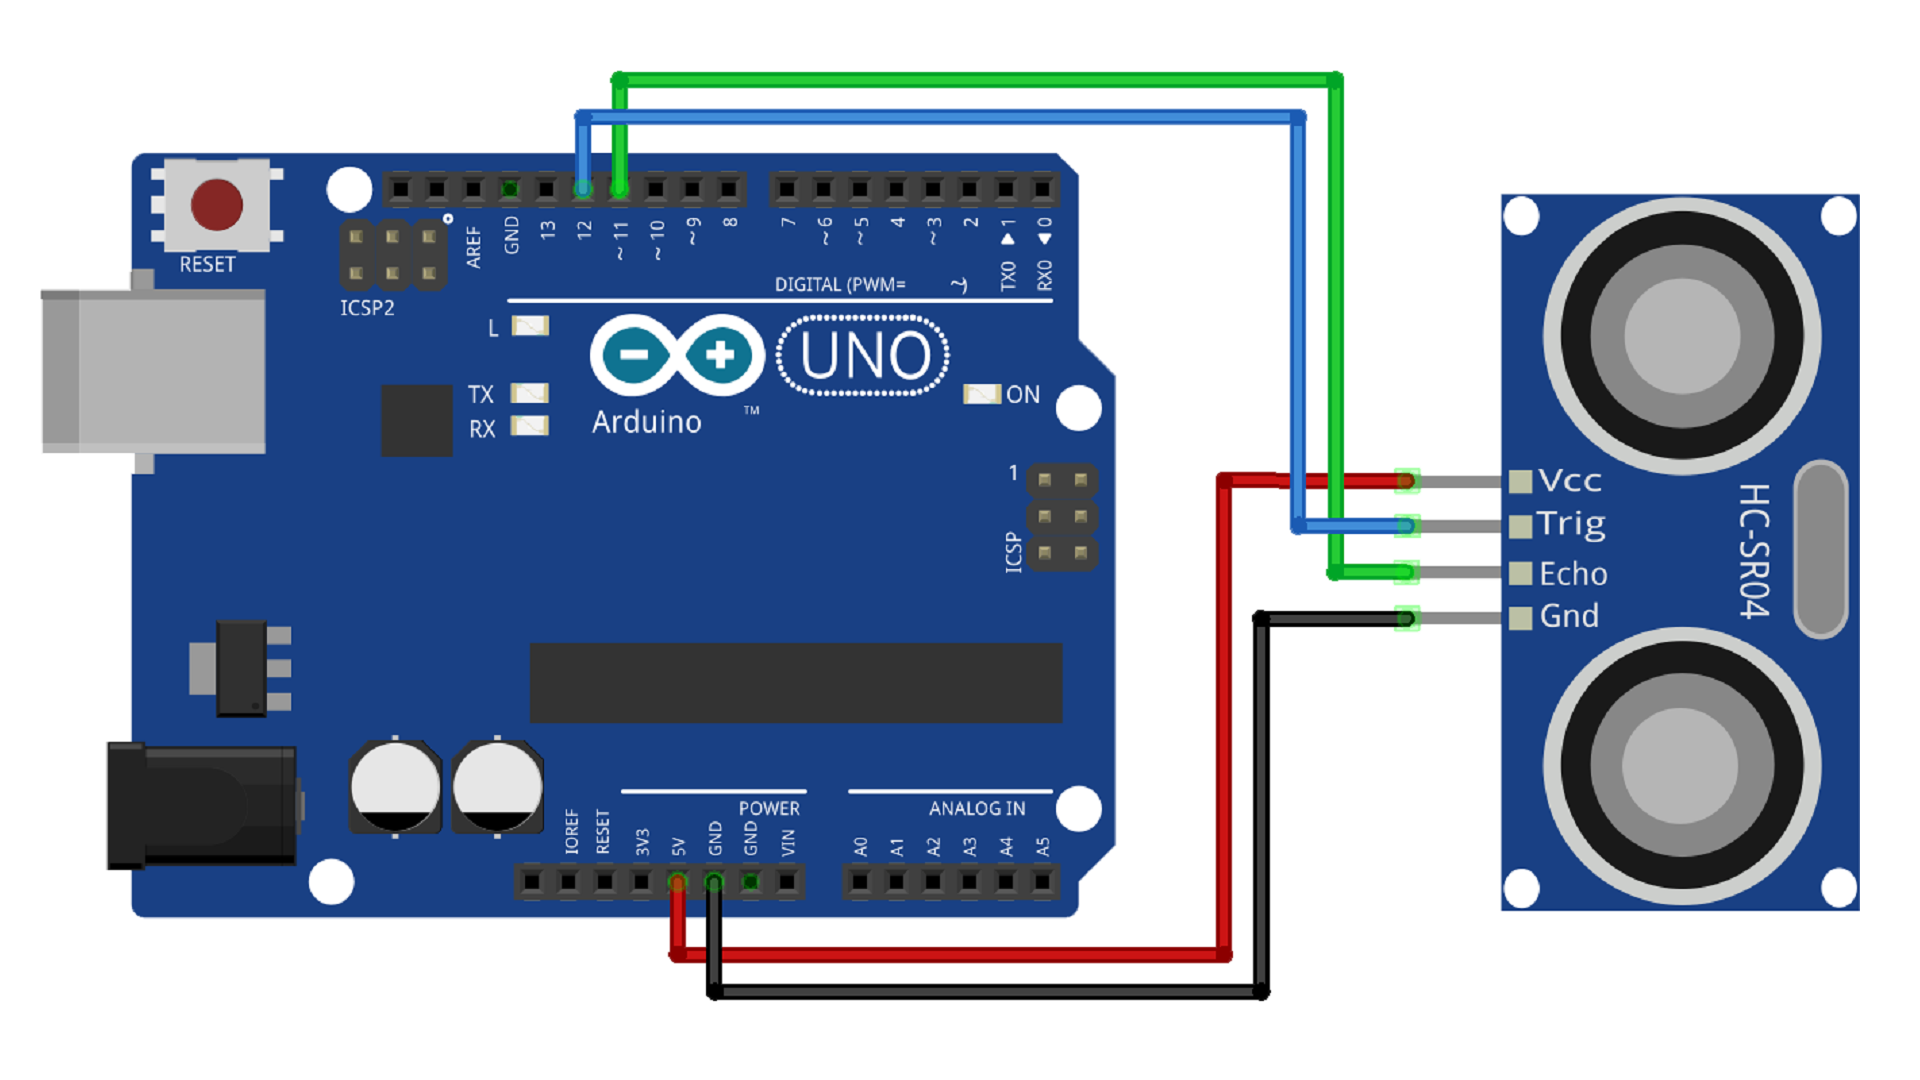 RESET
ICSP2
AREF
GND
13
12
~11
~10
~9
8
7
~6
~5
4
~3
2
TX0 ▶ 1
RX0 ◀ 0
DIGITAL (PWM= ~)
L
TX
RX
UNO
Arduino
TM
ON
1
ICSP
Vcc
Trig
Echo
Gnd
HC-SR04
POWER
ANALOG IN
IOREF
RESET
3V3
5V
GND
GND
VIN
A0
A1
A2
A3
A4
A5